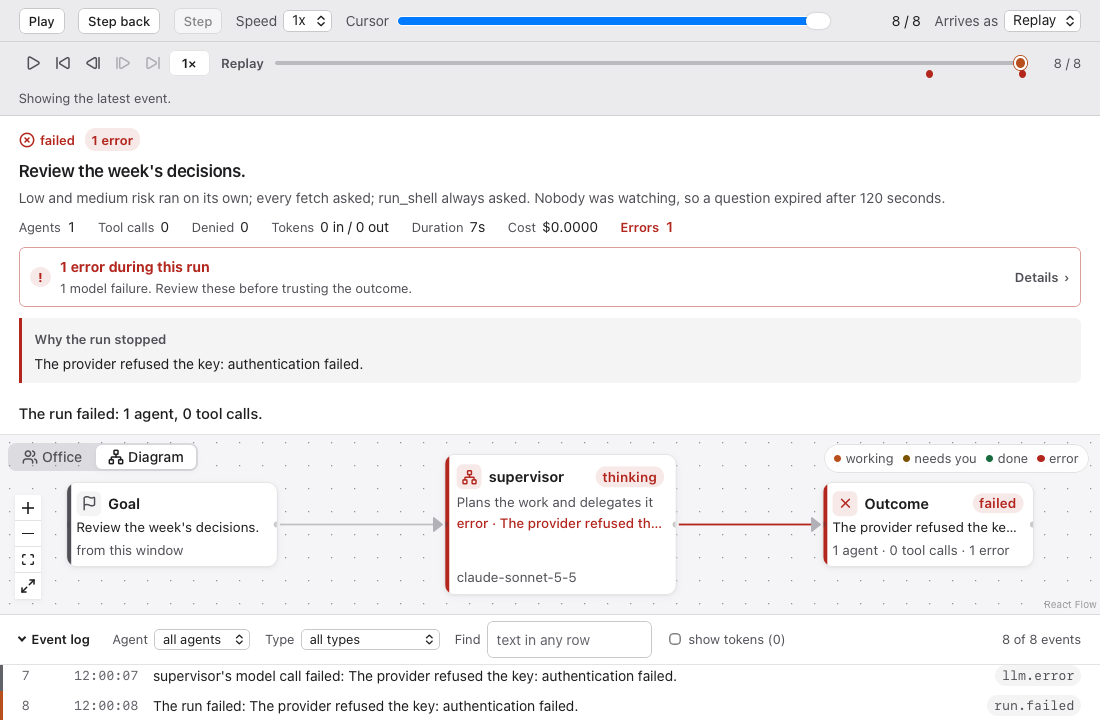 Play Step back Step Speed 1x Cursor 8 / 8 Arrives as Replay
1x Replay 8 / 8
Showing the latest event.
failed 1 error
Review the week's decisions.
Low and medium risk ran on its own; every fetch asked; run_shell always asked. Nobody was watching, so a question expired after 120 seconds.
Agents 1 Tool calls 0 Denied 0 Tokens 0 in / 0 out Duration 7s Cost $0.0000 Errors 1
! 1 error during this run
1 model failure. Review these before trusting the outcome.
Details ›
Why the run stopped
The provider refused the key: authentication failed.
The run failed: 1 agent, 0 tool calls.
Office Diagram
working needs you done error
Goal
Review the week's decisions.
from this window
supervisor thinking
Plans the work and delegates it
error · The provider refused th...
claude-sonnet-5-5
Outcome failed
The provider refused the ke...
1 agent · 0 tool calls · 1 error
React Flow
Event log Agent all agents Type all types Find text in any row show tokens (0) 8 of 8 events
7 12:00:07 supervisor's model call failed: The provider refused the key: authentication failed. llm.error
8 12:00:08 The run failed: The provider refused the key: authentication failed. run.failed